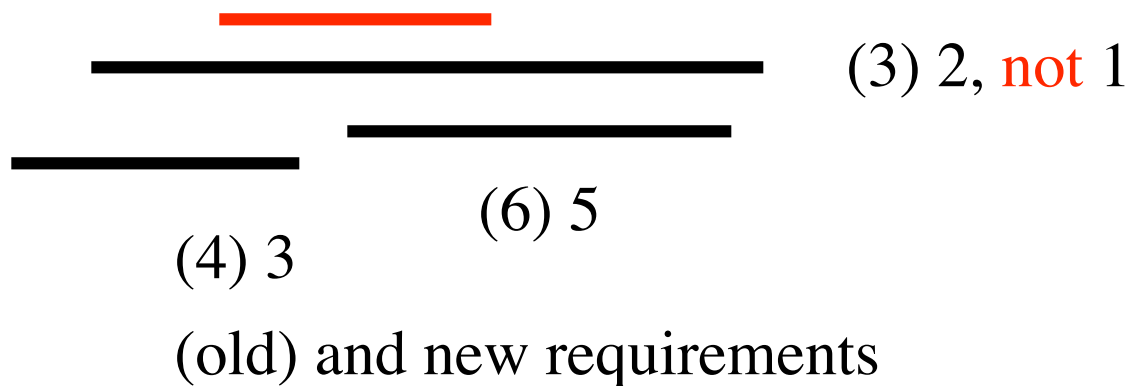 (3) 2, not 1
(6) 5
(4) 3
(old) and new requirements